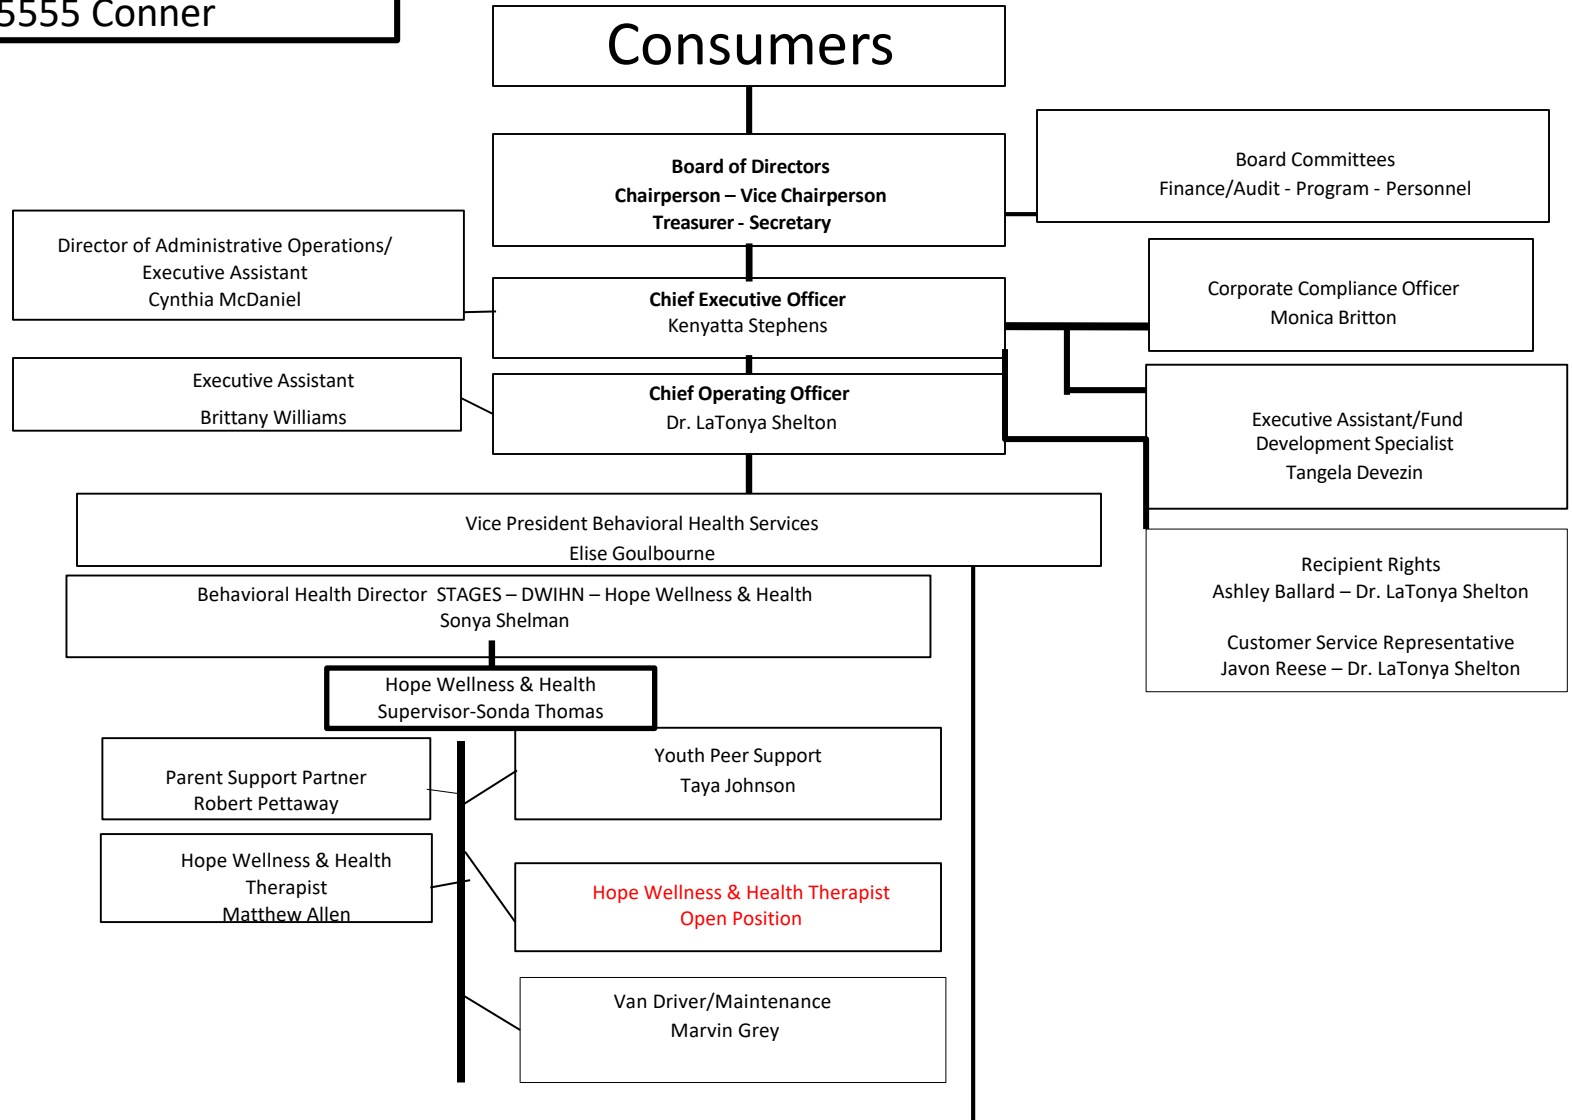 5555 Conner
Consumers
Board of Directors
Chairperson – Vice Chairperson
Treasurer - Secretary
Board Committees
Finance/Audit - Program - Personnel
Director of Administrative Operations/
Executive Assistant
Cynthia McDaniel
Chief Executive Officer
Kenyatta Stephens
Corporate Compliance Officer
Monica Britton
Executive Assistant
Brittany Williams
Chief Operating Officer
Dr. LaTonya Shelton
Executive Assistant/Fund
Development Specialist
Tangela Devezin
Vice President Behavioral Health Services
Elise Goulbourne
Recipient Rights
Ashley Ballard – Dr. LaTonya Shelton
Customer Service Representative
Javon Reese – Dr. LaTonya Shelton
Behavioral Health Director STAGES – DWIHN – Hope Wellness & Health
Sonya Shelman
Hope Wellness & Health
Supervisor-Sonda Thomas
Parent Support Partner
Robert Pettaway
Youth Peer Support
Taya Johnson
Hope Wellness & Health
Therapist
Matthew Allen
Hope Wellness & Health Therapist
Open Position
Van Driver/Maintenance
Marvin Grey